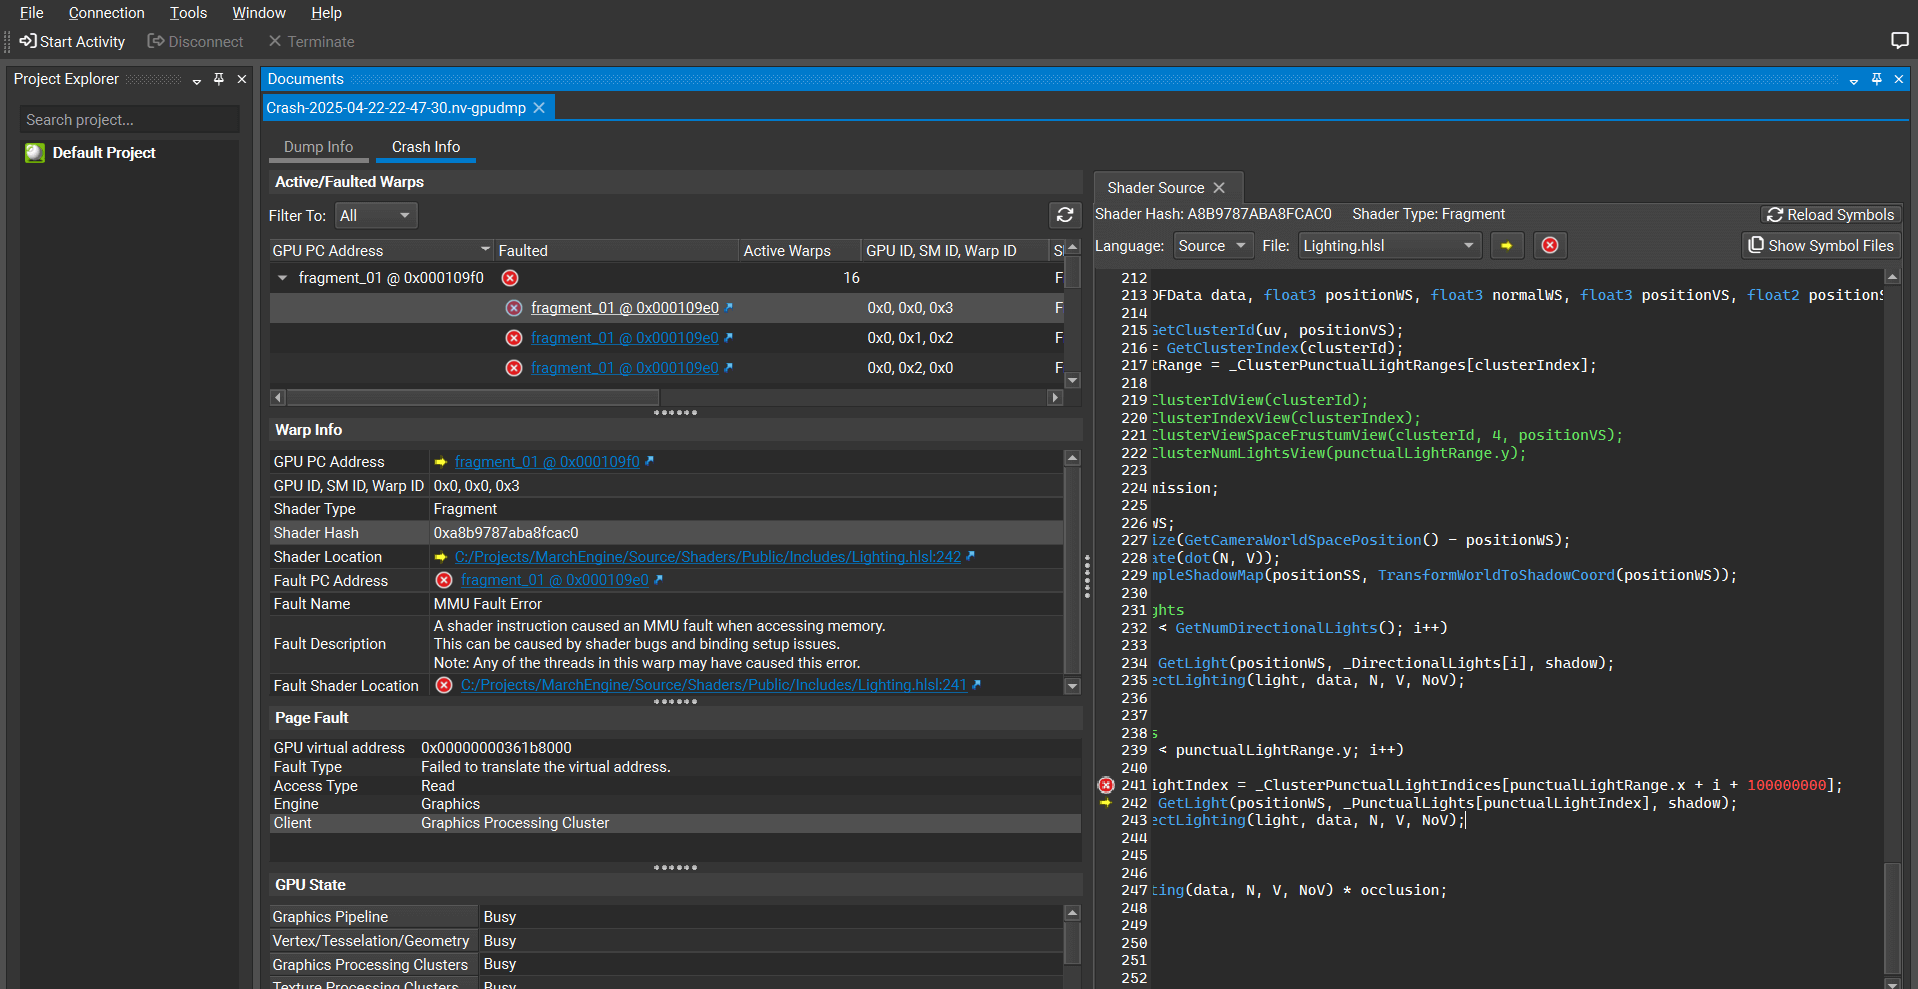 File Connection Tools Window Help
Start Activity Disconnect Terminate
Project Explorer
Search project...
Default Project
Documents
Crash-2025-04-22-22-47-30.nv-gpudmp
Dump Info Crash Info
Active/Faulted Warps
Filter To: All
GPU PC Address Faulted Active Warps GPU ID, SM ID, Warp ID
fragment_01 @ 0x000109f0 16 F
fragment_01 @ 0x000109e0 0x0, 0x0, 0x3 F
fragment_01 @ 0x000109e0 0x0, 0x1, 0x2 F
fragment_01 @ 0x000109e0 0x0, 0x2, 0x0 F
Warp Info
GPU PC Address fragment_01 @ 0x000109f0
GPU ID, SM ID, Warp ID 0x0, 0x0, 0x3
Shader Type Fragment
Shader Hash 0xa8b9787aba8fcac0
Shader Location C:/Projects/MarchEngine/Source/Shaders/Public/Includes/Lighting.hlsl:242
Fault PC Address fragment_01 @ 0x000109e0
Fault Name MMU Fault Error
Fault Description A shader instruction caused an MMU fault when accessing memory.
This can be caused by shader bugs and binding setup issues.
Note: Any of the threads in this warp may have caused this error.
Fault Shader Location C:/Projects/MarchEngine/Source/Shaders/Public/Includes/Lighting.hlsl:241
Page Fault
GPU virtual address 0x00000000361b8000
Fault Type Failed to translate the virtual address.
Access Type Read
Engine Graphics
Client Graphics Processing Cluster
GPU State
Graphics Pipeline Busy
Vertex/Tesselation/Geometry Busy
Graphics Processing Clusters Busy
Texture Processing Clusters Busy
Shader Source
Shader Hash: A8B9787ABA8FCAC0 Shader Type: Fragment Reload Symbols
Language: Source File: Lighting.hlsl Show Symbol Files
212
213 DFData data, float3 positionWS, float3 normalWS, float3 positionVS, float2 positionS
214
215 GetClusterId(uv, positionVS);
216 = GetClusterIndex(clusterId);
217 tRange = _ClusterPunctualLightRanges[clusterIndex];
218
219 ClusterIdView(clusterId);
220 ClusterIndexView(clusterIndex);
221 ClusterViewSpaceFrustumView(clusterId, 4, positionVS);
222 ClusterNumLightsView(punctualLightRange.y);
223
224 mission;
225
226 WS;
227 ize(GetCameraWorldSpacePosition() - positionWS);
228 ate(dot(N, V));
229 mpleShadowMap(positionSS, TransformWorldToShadowCoord(positionWS));
230
231 ghts
232 < GetNumDirectionalLights(); i++)
233
234 GetLight(positionWS, _DirectionalLights[i], shadow);
235 ectLighting(light, data, N, V, NoV);
236
237
238 s
239 < punctualLightRange.y; i++)
240
241 ightIndex = _ClusterPunctualLightIndices[punctualLightRange.x + i + 100000000];
242 GetLight(positionWS, _PunctualLights[punctualLightIndex], shadow);
243 ectLighting(light, data, N, V, NoV);
244
245
246
247 ting(data, N, V, NoV) * occlusion;
248
249
250
251
252